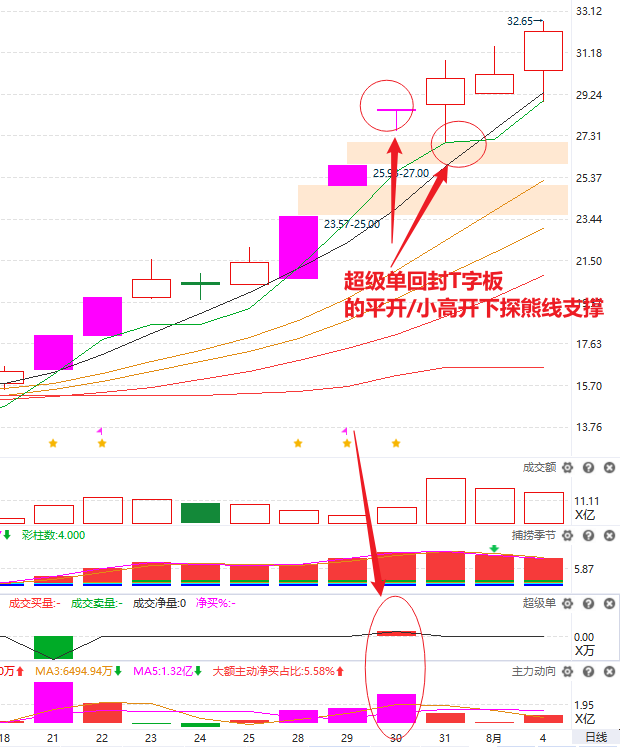 33.12
32.65
31.18
29.24
27.31
25.37
25.95-27.00
23.44
23.57-25.00
21.50
超级单回封T字板
的平开/小高开下探熊线支撑
17.63
15.70
13.76
成交额
11.11
X亿
彩柱数:4.000
捕捞季节
5.87
成交买量:- 成交卖量:- 成交净量:0 净买%:-
超级单
0.00
X万
0万 MA3:6494.94万 MA5:1.32亿 大额主动净买占比:5.58%
主力动向
1.95
X亿
18 21 22 23 24 25 28 29 30 31 8月 4 日线